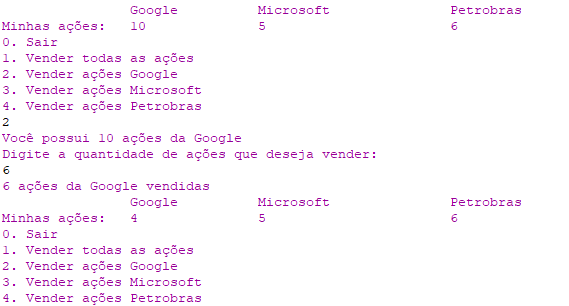 Google Microsoft Petrobras
Minhas ações: 10 5 6
0. Sair
1. Vender todas as ações
2. Vender ações Google
3. Vender ações Microsoft
4. Vender ações Petrobras
2
Você possui 10 ações da Google
Digite a quantidade de ações que deseja vender:
6
6 ações da Google vendidas
Google Microsoft Petrobras
Minhas ações: 4 5 6
0. Sair
1. Vender todas as ações
2. Vender ações Google
3. Vender ações Microsoft
4. Vender ações Petrobras